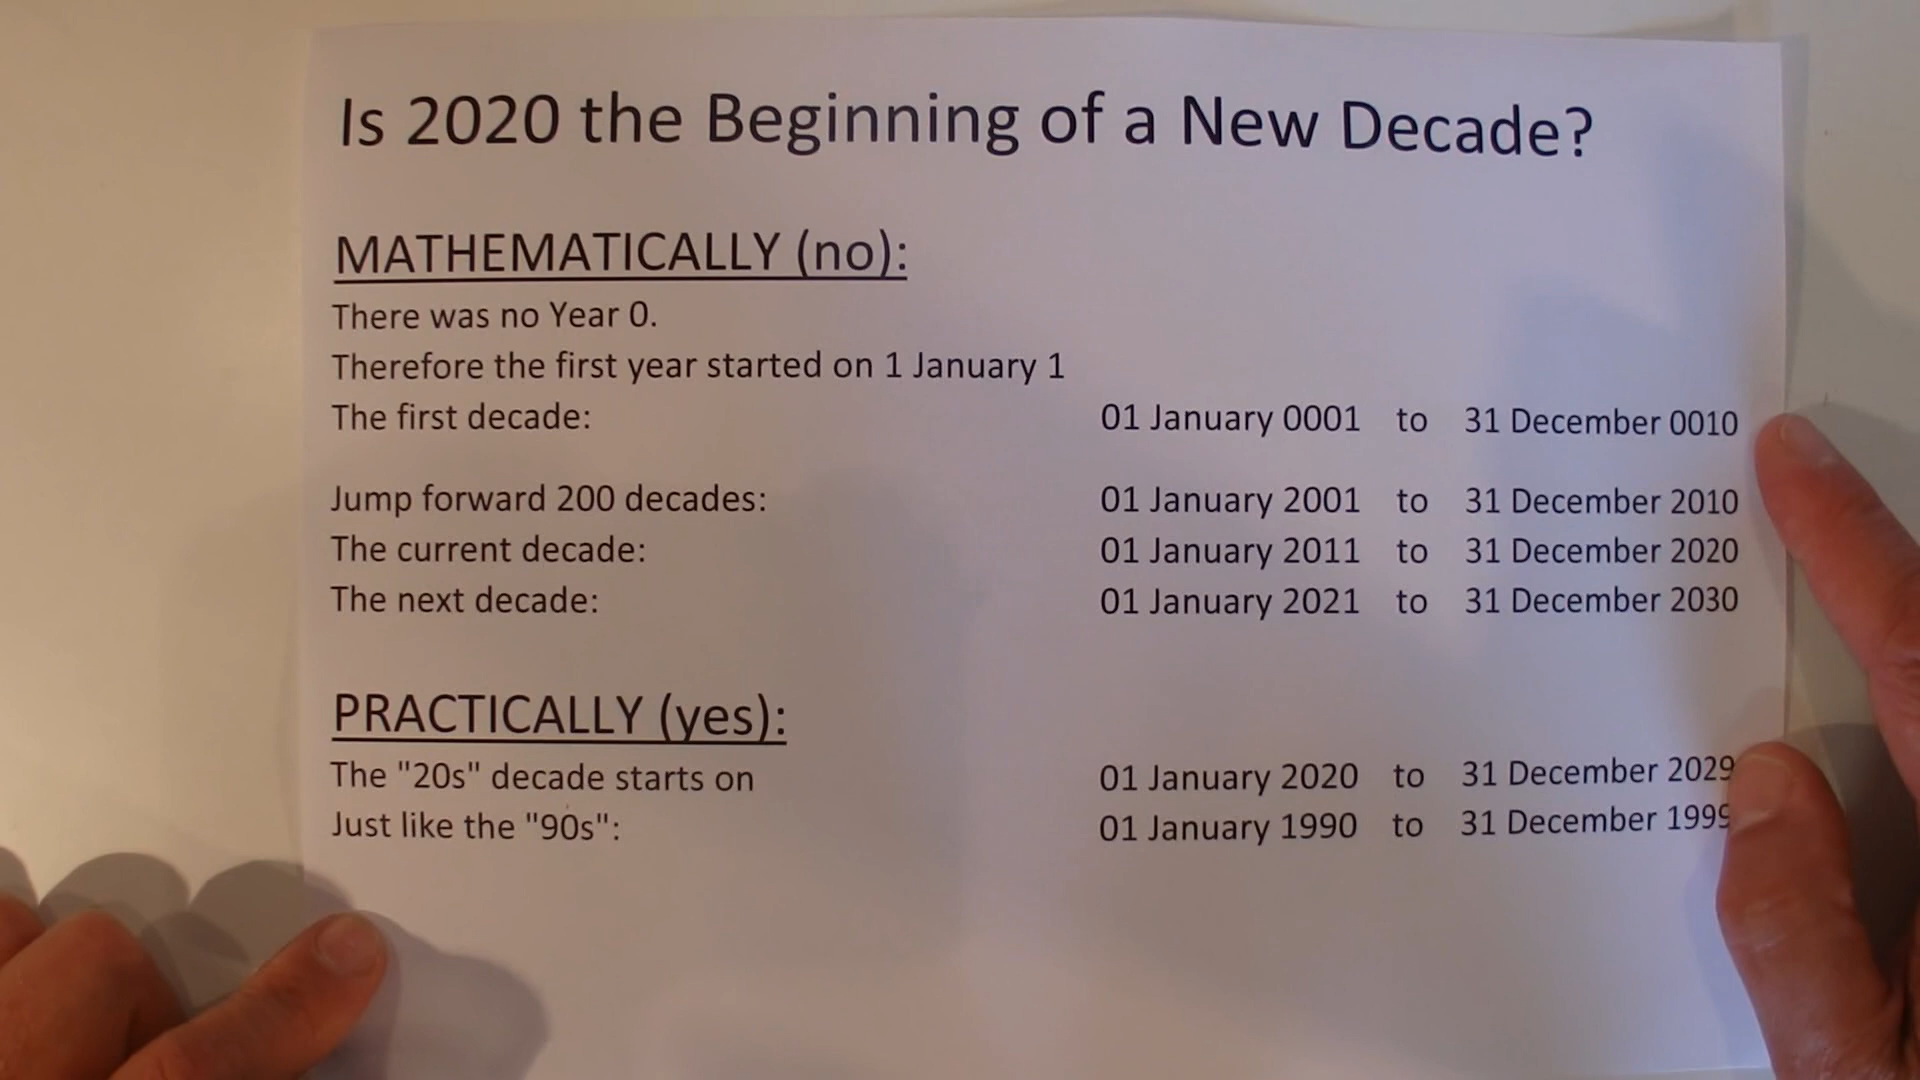 Is 2020 the Beginning of a New Decade?
MATHEMATICALLY (no):
There was no Year 0.
Therefore the first year started on 1 January 1
The first decade: 01 January 0001 to 31 December 0010
Jump forward 200 decades: 01 January 2001 to 31 December 2010
The current decade: 01 January 2011 to 31 December 2020
The next decade: 01 January 2021 to 31 December 2030
PRACTICALLY (yes):
The "20s" decade starts on 01 January 2020 to 31 December 2029
Just like the "90s": 01 January 1990 to 31 December 1999